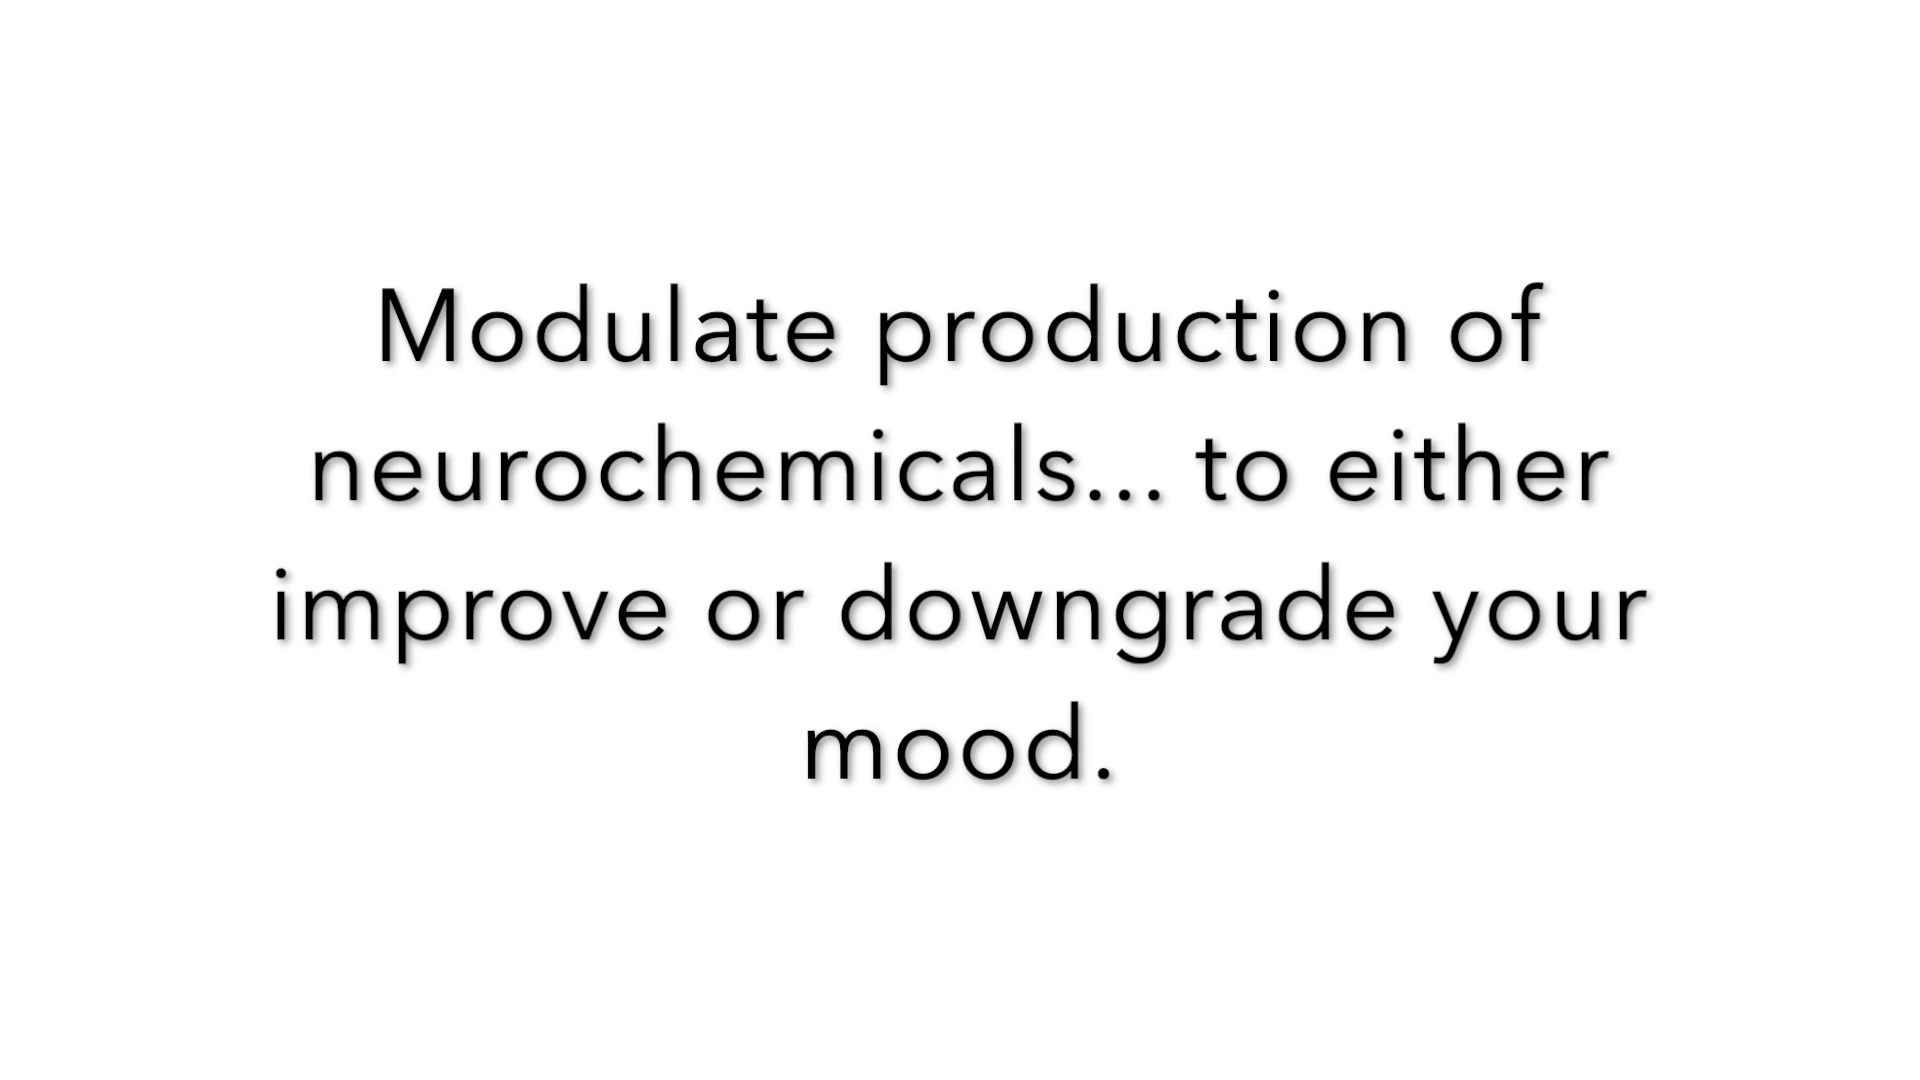 Modulate production of
neurochemicals... to either
improve or downgrade your
mood.